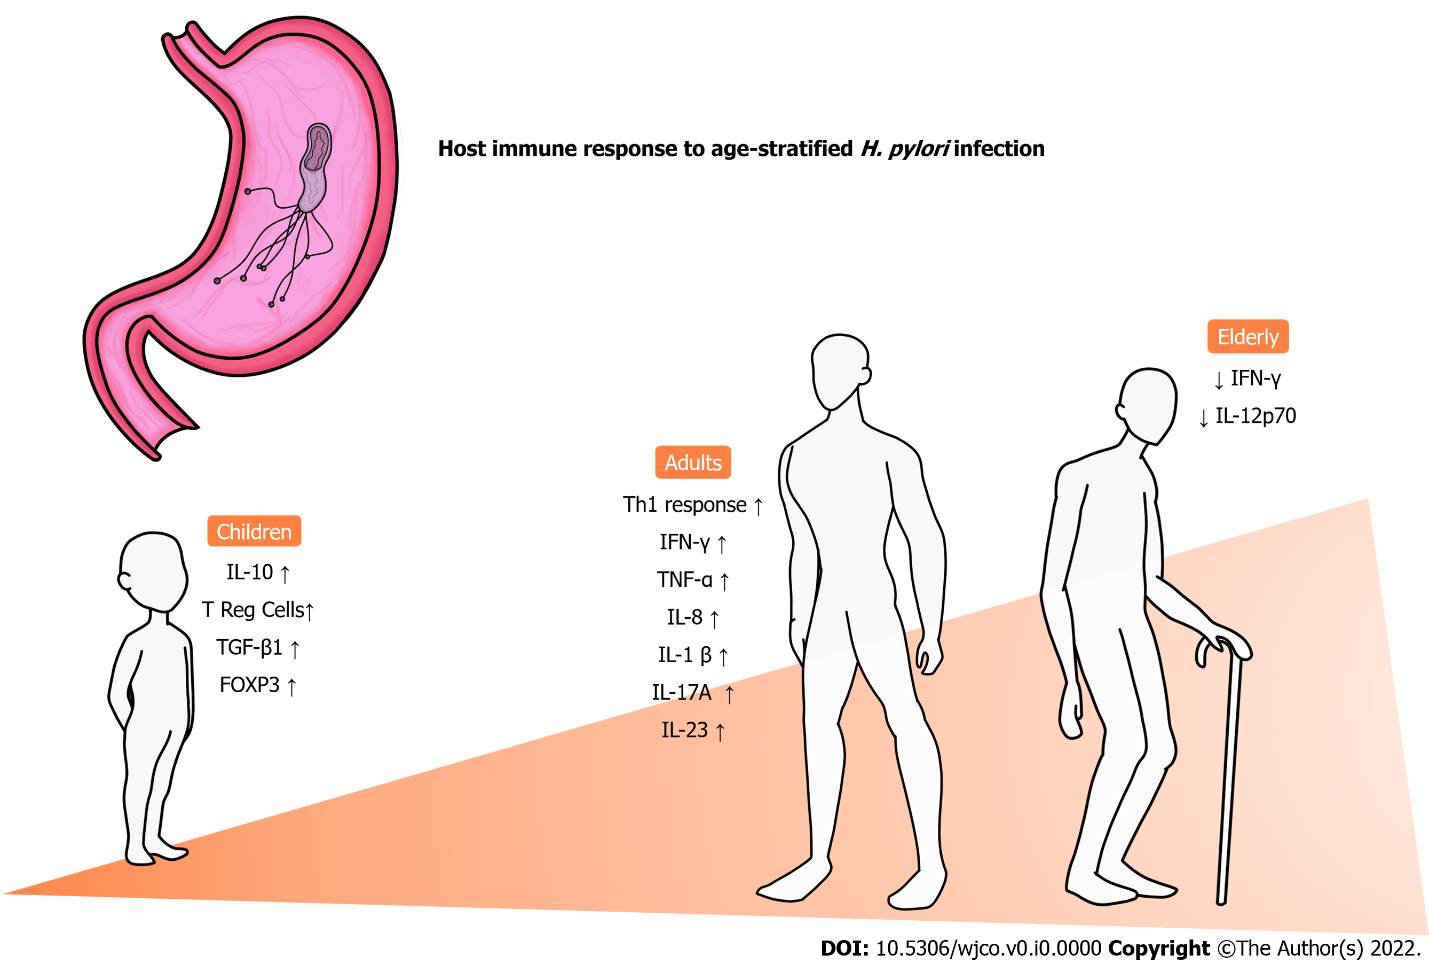 Host immune response to age-stratified H. pylori infection
Elderly
↓ IFN-γ
↓ IL-12p70
Adults
Th1 response ↑
IFN-γ ↑
TNF-α ↑
IL-8 ↑
IL-1 β ↑
IL-17A ↑
IL-23 ↑
Children
IL-10 ↑
T Reg Cells↑
TGF-β1 ↑
FOXP3 ↑
DOI: 10.5306/wjco.v0.i0.0000 Copyright ©The Author(s) 2022.